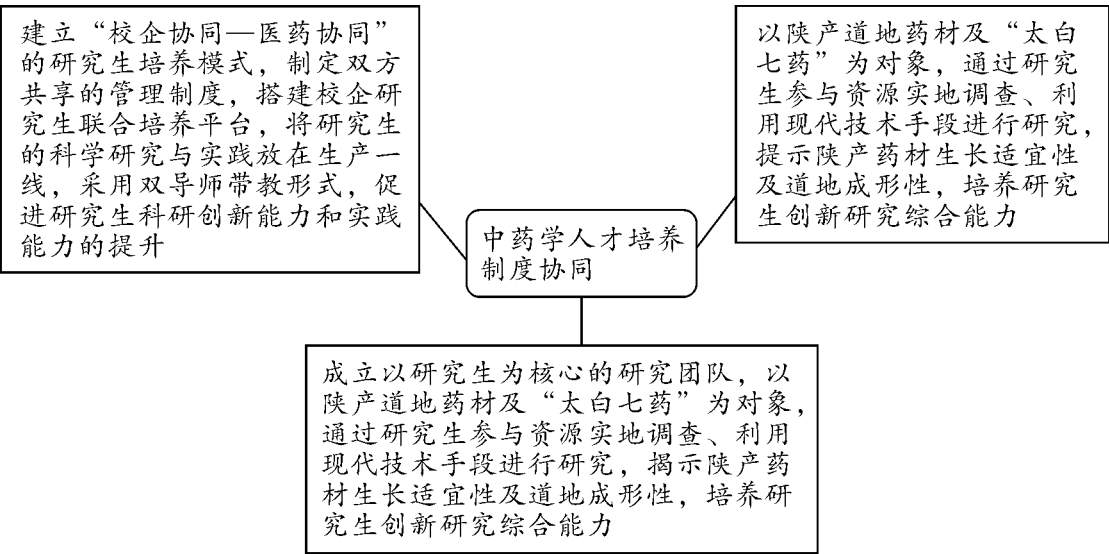 建立“校企协同—医药协同”
的研究生培养模式，制定双方
共享的管理制度，搭建校企研
究生联合培养平台，将研究生
的科学研究与实践放在生产一
线，采用双导师带教形式，促
进研究生科研创新能力和实践
能力的提升
以陕产道地药材及“太白
七药”为对象，通过研究
生参与资源实地调查、利
用现代技术手段进行研究，
提示陕产药材生长适宜性
及道地成形性，培养研究
生创新研究综合能力
中药学人才培养
制度协同
成立以研究生为核心的研究团队，以
陕产道地药材及“太白七药”为对象，
通过研究生参与资源实地调查、利用
现代技术手段进行研究，揭示陕产药
材生长适宜性及道地成形性，培养研
究生创新研究综合能力